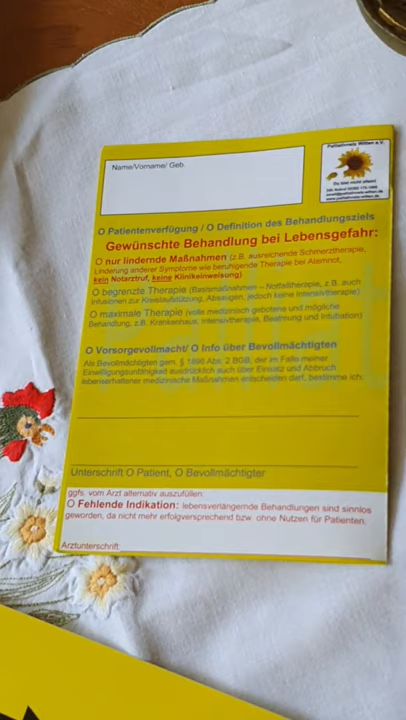 Name/Vorname/ Geb.
Palliativnetz Witten e.V.
Du bist nicht allein!
O Patientenverfügung / O Definition des Behandlungsziels
Gewünschte Behandlung bei Lebensgefahr:
O nur lindernde Maßnahmen (z.B. ausreichende Schmerztherapie,
Linderung anderer Symptome wie beruhigende Therapie bei Atemnot,
kein Notarztruf, keine Klinikeinweisung)
O begrenzte Therapie (Basismaßnahmen – Notfalltherapie, z.B. auch
Infusionen zur Kreislaufstützung, Absaugen, jedoch keine Intensivtherapie)
O maximale Therapie (volle medizinisch gebotene und mögliche
Behandlung, z.B. Krankenhaus, Intensivtherapie, Beatmung und Intubation)
O Vorsorgevollmacht/ O Info über Bevollmächtigten
Als Bevollmächtigten gem. § 1896 Abs. 2 BGB, der im Falle meiner
Einwilligungsunfähigkeit ausdrücklich auch über Einsatz und Abbruch
lebenserhaltener medizinische Maßnahmen entscheiden darf, bestimme ich:
Unterschrift O Patient, O Bevollmächtigter
ggfs. vom Arzt alternativ auszufüllen:
O Fehlende Indikation: lebensverlängernde Behandlungen sind sinnlos
geworden, da nicht mehr erfolgversprechend bzw. ohne Nutzen für Patienten.
Arztunterschrift: